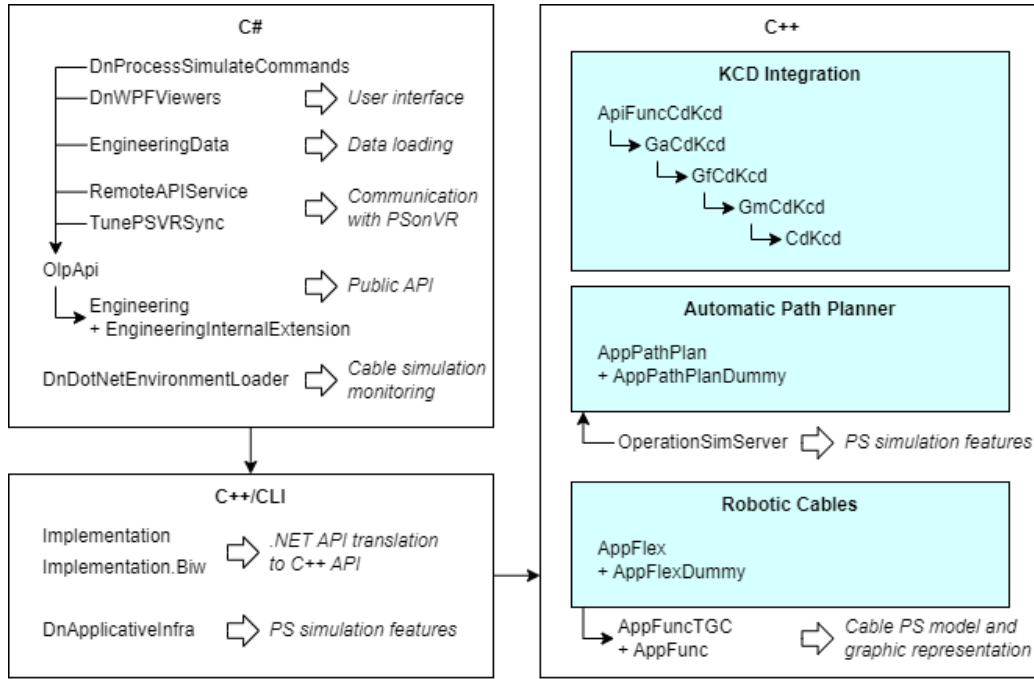 C#
DnProcessSimulateCommands
DnWPFViewers
User interface
EngineeringData
Data loading
RemoteAPIService
TunePSVRSync
Communication
with PSonVR
OlpApi
Engineering
+ EngineeringInternalExtension
Public API
DnDotNetEnvironmentLoader
Cable simulation
monitoring
C++/CLI
Implementation
Implementation.Biw
.NET API translation
to C++ API
DnApplicativeInfra
PS simulation features
C++
KCD Integration
ApiFuncCdKcd
GaCdKcd
GfCdKcd
GmCdKcd
CdKcd
Automatic Path Planner
AppPathPlan
+ AppPathPlanDummy
OperationSimServer
PS simulation features
Robotic Cables
AppFlex
+ AppFlexDummy
AppFuncTGC
+ AppFunc
Cable PS model and
graphic representation